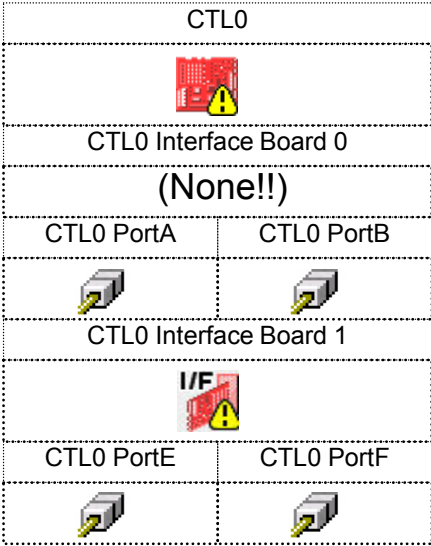 CTL0
CTL0 Interface Board 0
(None!!)
CTL0 PortA CTL0 PortB
CTL0 Interface Board 1
I/F
CTL0 PortE CTL0 PortF